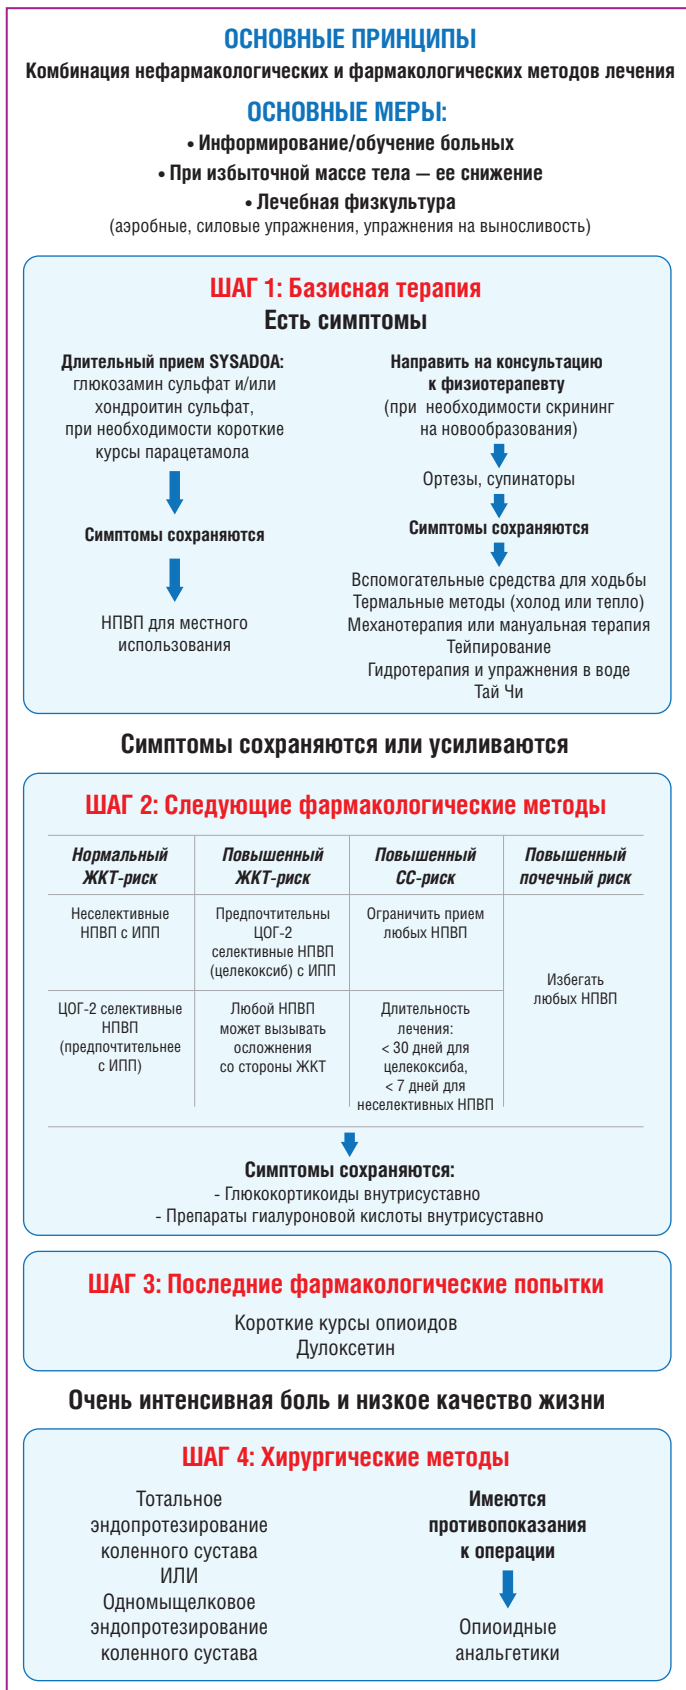 ОСНОВНЫЕ ПРИНЦИПЫ
Комбинация нефармакологических и фармакологических методов лечения
ОСНОВНЫЕ МЕРЫ:
• Информирование/обучение больных
• При избыточной массе тела — ее снижение
• Лечебная физкультура
(аэробные, силовые упражнения, упражнения на выносливость)
ШАГ 1: Базисная терапия
Есть симптомы
Длительный прием SYSADOA:
глюкозамин сульфат и/или
хондроитин сульфат,
при необходимости короткие
курсы парацетамола
Симптомы сохраняются
НПВП для местного
использования
Направить на консультацию
к физиотерапевту
(при необходимости скрининг
на новообразования)
Ортезы, супинаторы
Симптомы сохраняются
Вспомогательные средства для ходьбы
Термальные методы (холод или тепло)
Механотерапия или мануальная терапия
Тейпирование
Гидротерапия и упражнения в воде
Тай Чи
Симптомы сохраняются или усиливаются
ШАГ 2: Следующие фармакологические методы
Нормальный
ЖКТ-риск
Повышенный
ЖКТ-риск
Повышенный
СС-риск
Повышенный
почечный риск
Неселективные
НПВП с ИПП
Предпочтительны
ЦОГ-2
селективные НПВП
(целекоксиб) с ИПП
Ограничить прием
любых НПВП
Избегать
любых НПВП
ЦОГ-2 селективные
НПВП
(предпочтительнее
с ИПП)
Любой НПВП
может вызывать
осложнения
со стороны ЖКТ
Длительность
лечения:
< 30 дней для
целекоксиба,
< 7 дней для
неселективных НПВП
Симптомы сохраняются:
- Глюкокортикоиды внутрисуставно
- Препараты гиалуроновой кислоты внутрисуставно
ШАГ 3: Последние фармакологические попытки
Короткие курсы опиоидов
Дулоксетин
Очень интенсивная боль и низкое качество жизни
ШАГ 4: Хирургические методы
Тотальное
эндопротезирование
коленного сустава
ИЛИ
Одномыщелковое
эндопротезирование
коленного сустава
Имеются
противопоказания
к операции
Опиоидные
анальгетики